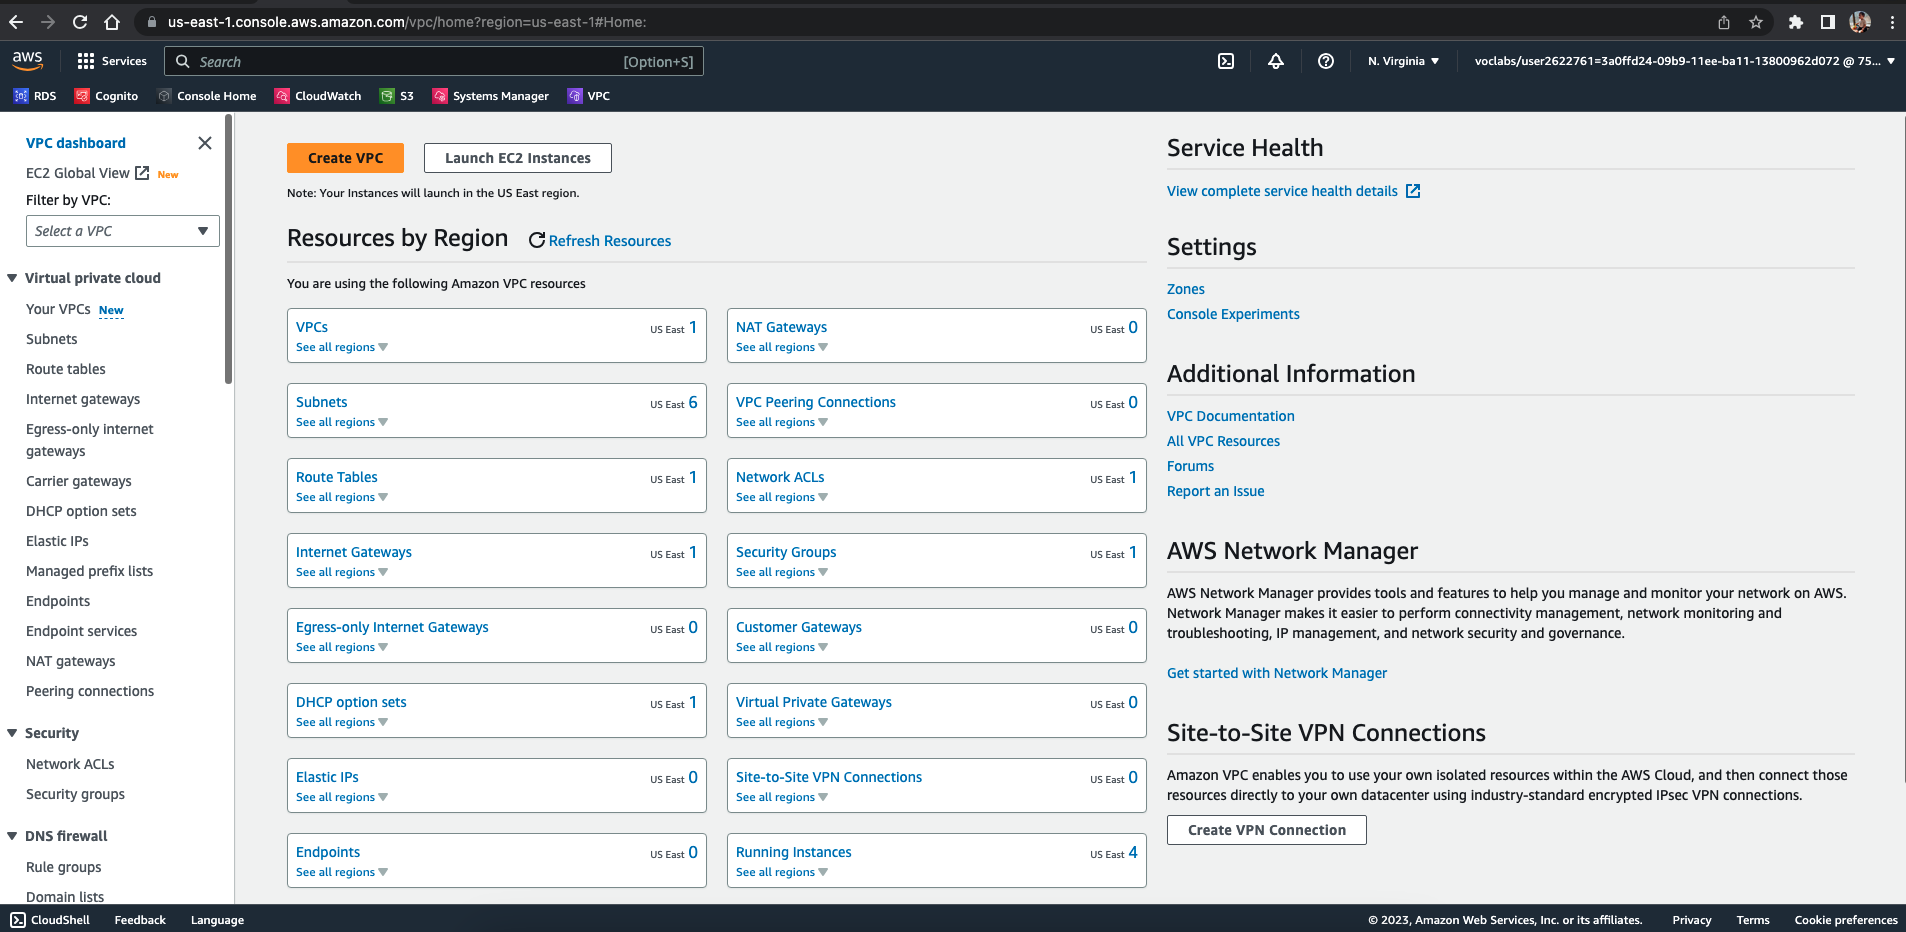 us-east-1.console.aws.amazon.com/vpc/home?region=us-east-1#Home:
aws
Services
Search
[Option+S]
N. Virginia
voclabs/user2622761=3a0ffd24-09b9-11ee-ba11-13800962d072 @ 75...
RDS
Cognito
Console Home
CloudWatch
S3
Systems Manager
VPC
VPC dashboard
EC2 Global View New
Filter by VPC:
Select a VPC
Virtual private cloud
Your VPCs New
Subnets
Route tables
Internet gateways
Egress-only internet
gateways
Carrier gateways
DHCP option sets
Elastic IPs
Managed prefix lists
Endpoints
Endpoint services
NAT gateways
Peering connections
Security
Network ACLs
Security groups
DNS firewall
Rule groups
Domain lists
Create VPC
Launch EC2 Instances
Note: Your Instances will launch in the US East region.
Resources by Region
Refresh Resources
You are using the following Amazon VPC resources
VPCs US East 1
See all regions
NAT Gateways US East 0
See all regions
Subnets US East 6
See all regions
VPC Peering Connections US East 0
See all regions
Route Tables US East 1
See all regions
Network ACLs US East 1
See all regions
Internet Gateways US East 1
See all regions
Security Groups US East 1
See all regions
Egress-only Internet Gateways US East 0
See all regions
Customer Gateways US East 0
See all regions
DHCP option sets US East 1
See all regions
Virtual Private Gateways US East 0
See all regions
Elastic IPs US East 0
See all regions
Site-to-Site VPN Connections US East 0
See all regions
Endpoints US East 0
See all regions
Running Instances US East 4
See all regions
Service Health
View complete service health details
Settings
Zones
Console Experiments
Additional Information
VPC Documentation
All VPC Resources
Forums
Report an Issue
AWS Network Manager
AWS Network Manager provides tools and features to help you manage and monitor your network on AWS.
Network Manager makes it easier to perform connectivity management, network monitoring and
troubleshooting, IP management, and network security and governance.
Get started with Network Manager
Site-to-Site VPN Connections
Amazon VPC enables you to use your own isolated resources within the AWS Cloud, and then connect those
resources directly to your own datacenter using industry-standard encrypted IPsec VPN connections.
Create VPN Connection
CloudShell
Feedback
Language
© 2023, Amazon Web Services, Inc. or its affiliates.
Privacy
Terms
Cookie preferences